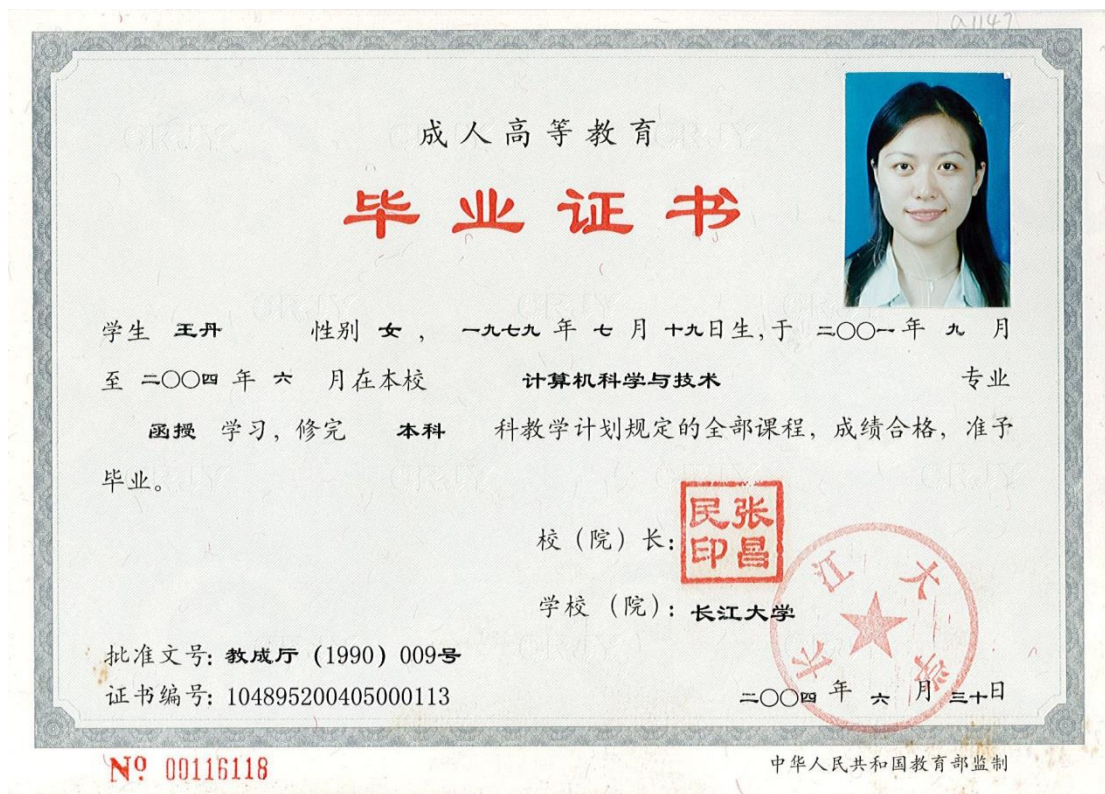 a1147
成人高等教育
毕业证书
学生 王丹 性别 女 , 一九七九 年 七 月 十九日生,于 二〇〇一年 九 月
至 二〇〇四 年 六 月在本校 计算机科学与技术 专业
函授 学习, 修完 本科 科教学计划规定的全部课程, 成绩合格, 准予
毕业。
校（院）长: 张昌民印
学校（院）: 长江大学
长江大学
批准文号: 教成厅 (1990) 009号
证书编号: 104895200405000113
二〇〇四 年 六 月 三十日
Nº 00116118
中华人民共和国教育部监制